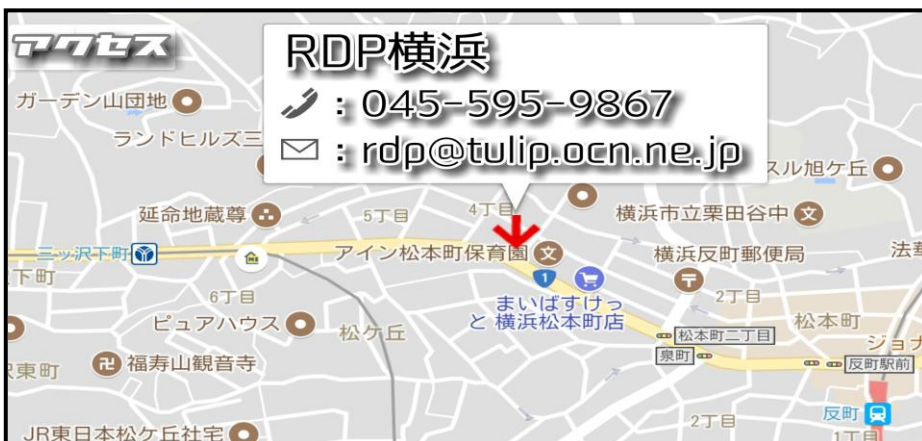 アクセス
RDP横浜
: 045-595-9867
: rdp@tulip.ocn.ne.jp
ガーデン山団地
ランドヒルズ三
スル旭ケ丘
延命地蔵尊
5丁目
4丁目
横浜市立栗田谷中
三ッ沢下町
アイン松本町保育園
横浜反町郵便局
法華
下町
6丁目
1
まいばすけっ
と 横浜松本町店
2丁目
ピュアハウス
松ケ丘
松本町二丁目
松本町
ジョナ
泉町
反町駅前
東町
福寿山観音寺
2丁目
反町
JR東日本松ケ丘社宅
1丁目